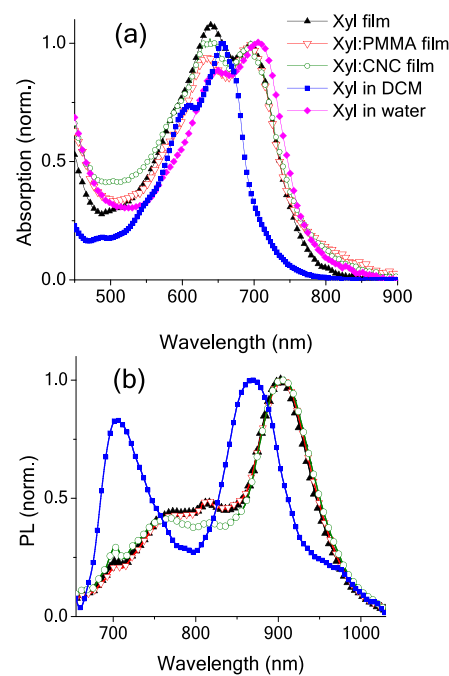 (a)
Xyl film
Xyl:PMMA film
Xyl:CNC film
Xyl in DCM
Xyl in water
Absorption (norm.)
1.0
0.5
0.0
500 600 700 800 900
Wavelength (nm)
(b)
PL (norm.)
1.0
0.5
0.0
700 800 900 1000
Wavelength (nm)